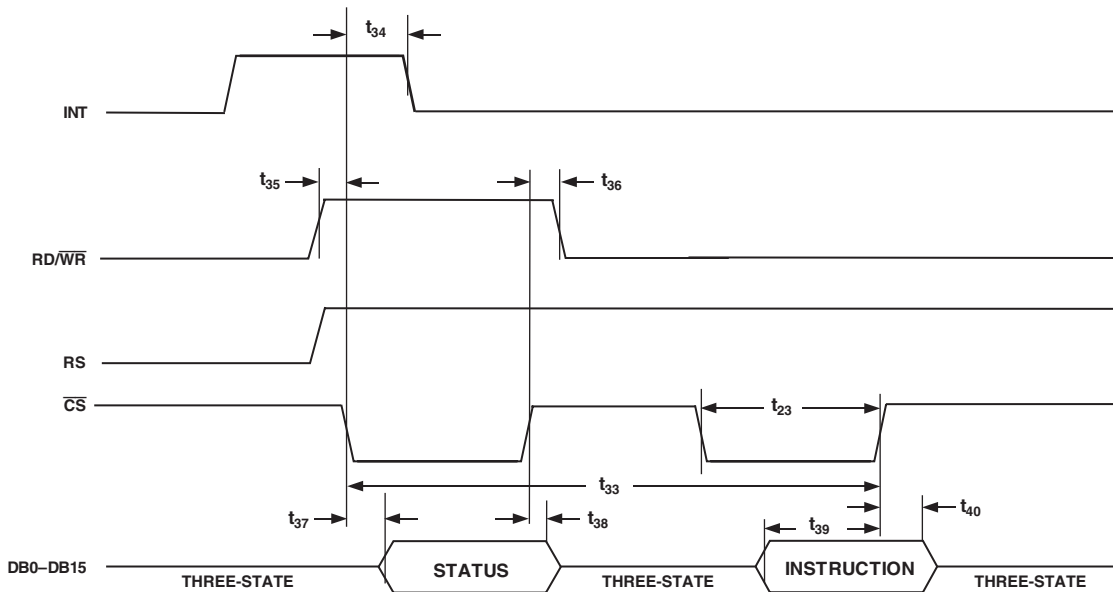 t34
INT
t35
t36
RD/WR
RS
CS
t23
t33
t37
t38
t39
t40
DB0–DB15
THREE-STATE
STATUS
THREE-STATE
INSTRUCTION
THREE-STATE